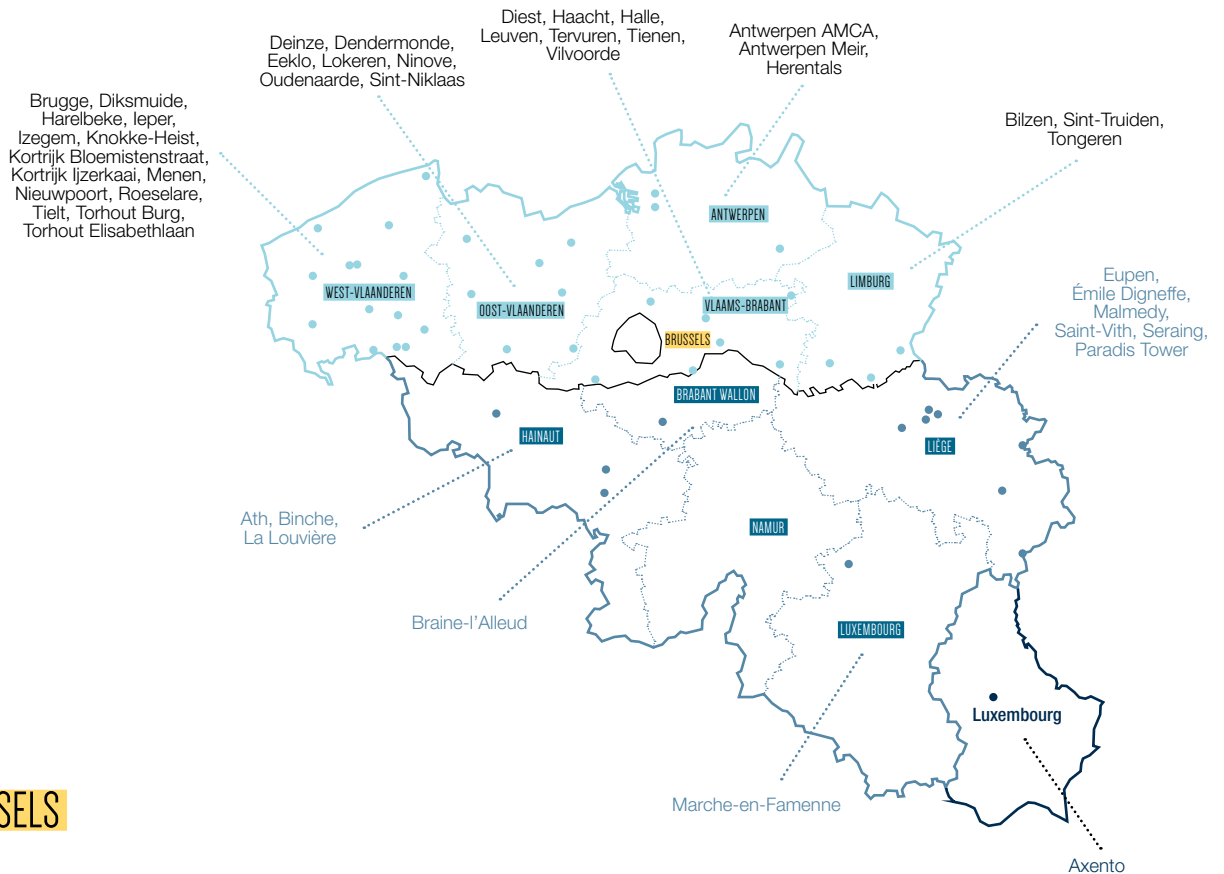 Diest, Haacht, Halle,
Leuven, Tervuren, Tienen,
Vilvoorde
Antwerpen AMCA,
Antwerpen Meir,
Herentals
Deinze, Dendermonde,
Eeklo, Lokeren, Ninove,
Oudenaarde, Sint-Niklaas
Brugge, Diksmuide,
Harelbeke, Ieper,
Izegem, Knokke-Heist,
Kortrijk Bloemistenstraat,
Kortrijk Ijzerkaai, Menen,
Nieuwpoort, Roeselare,
Tielt, Torhout Burg,
Torhout Elisabethlaan
Bilzen, Sint-Truiden,
Tongeren
ANTWERPEN
LIMBURG
WEST-VLAANDEREN
OOST-VLAANDEREN
VLAAMS-BRABANT
BRUSSELS
Eupen,
Émile Digneffe,
Malmedy,
Saint-Vith, Seraing,
Paradis Tower
BRABANT WALLON
HAINAUT
LIÈGE
Ath, Binche,
La Louvière
NAMUR
Braine-l'Alleud
LUXEMBOURG
Luxembourg
Marche-en-Famenne
SELS
Axento